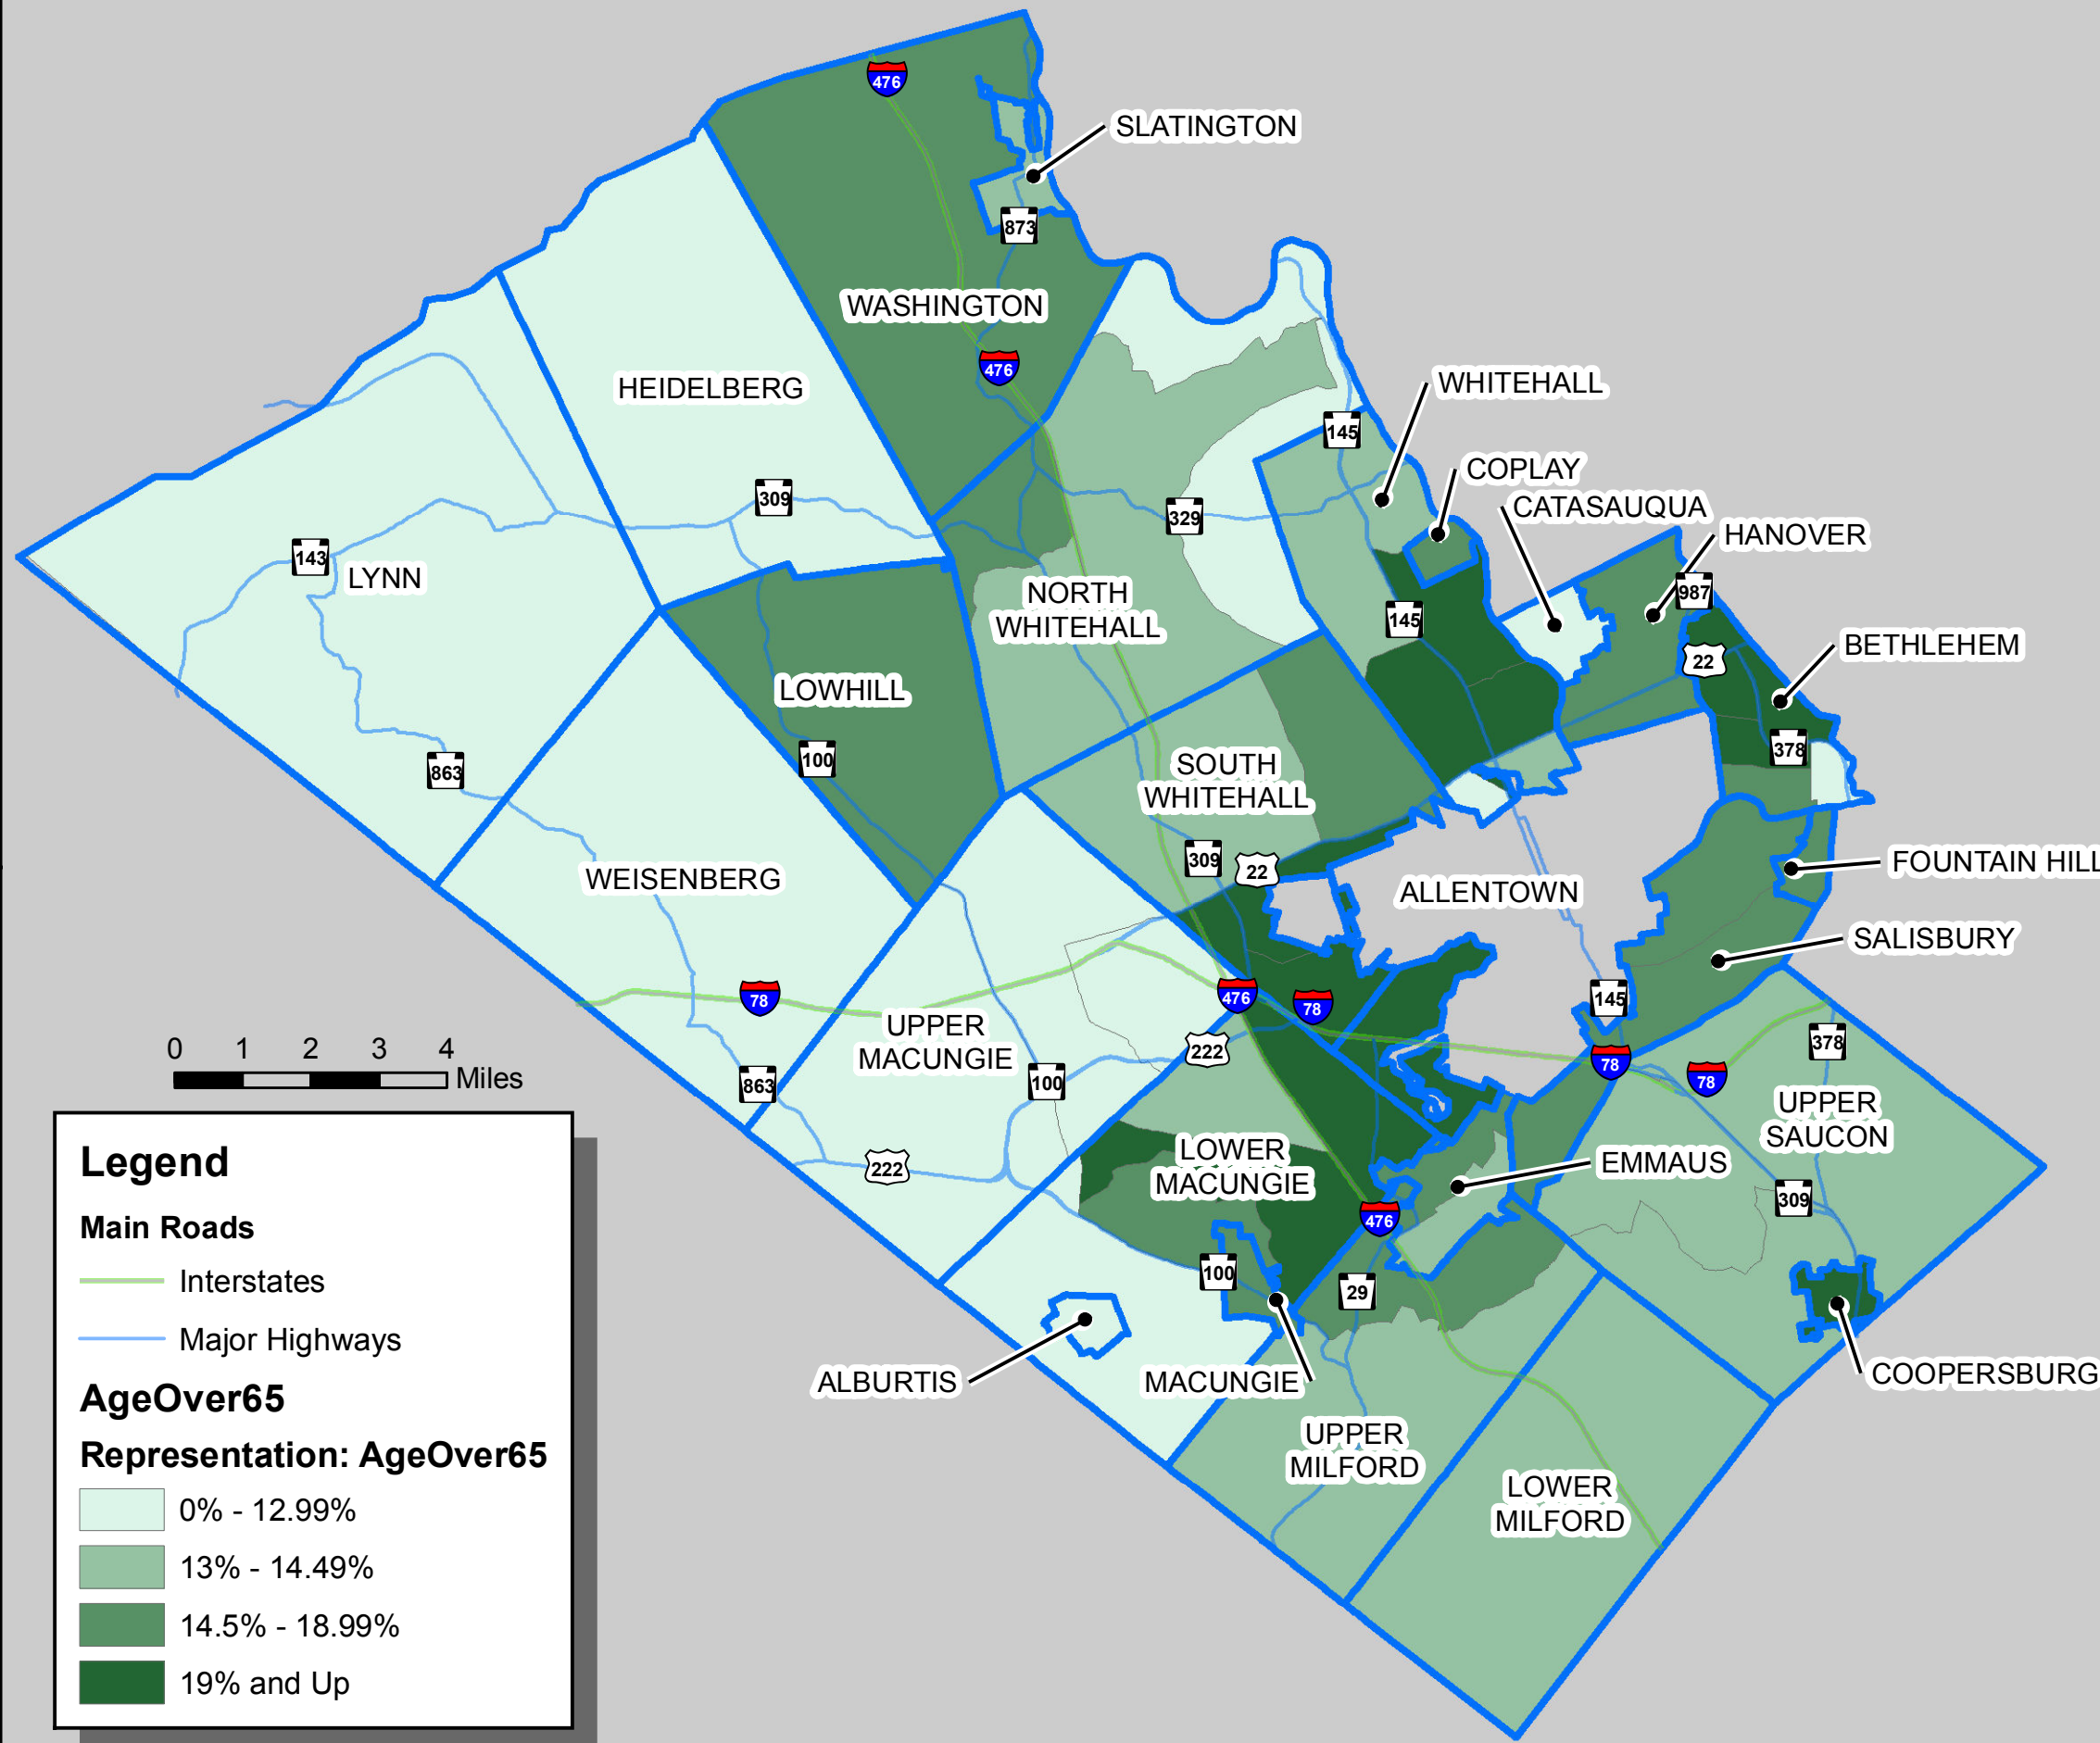 476
SLATINGTON
873
WASHINGTON
476
HEIDELBERG
WHITEHALL
145
COPLAY
309
CATASAUQUA
329
HANOVER
143
LYNN
987
NORTH
WHITEHALL
145
BETHLEHEM
22
LOWHILL
378
100
863
SOUTH
WHITEHALL
309
22
FOUNTAIN HILL
WEISENBERG
ALLENTOWN
SALISBURY
78
476
78
145
UPPER
MACUNGIE
222
378
0 1 2 3 4
Miles
863
100
78
78
UPPER
SAUCON
222
LOWER
MACUNGIE
EMMAUS
309
476
100
29
ALBURTIS
MACUNGIE
COOPERSBURG
UPPER
MILFORD
LOWER
MILFORD
Legend
Main Roads
Interstates
Major Highways
AgeOver65
Representation: AgeOver65
0% - 12.99%
13% - 14.49%
14.5% - 18.99%
19% and Up